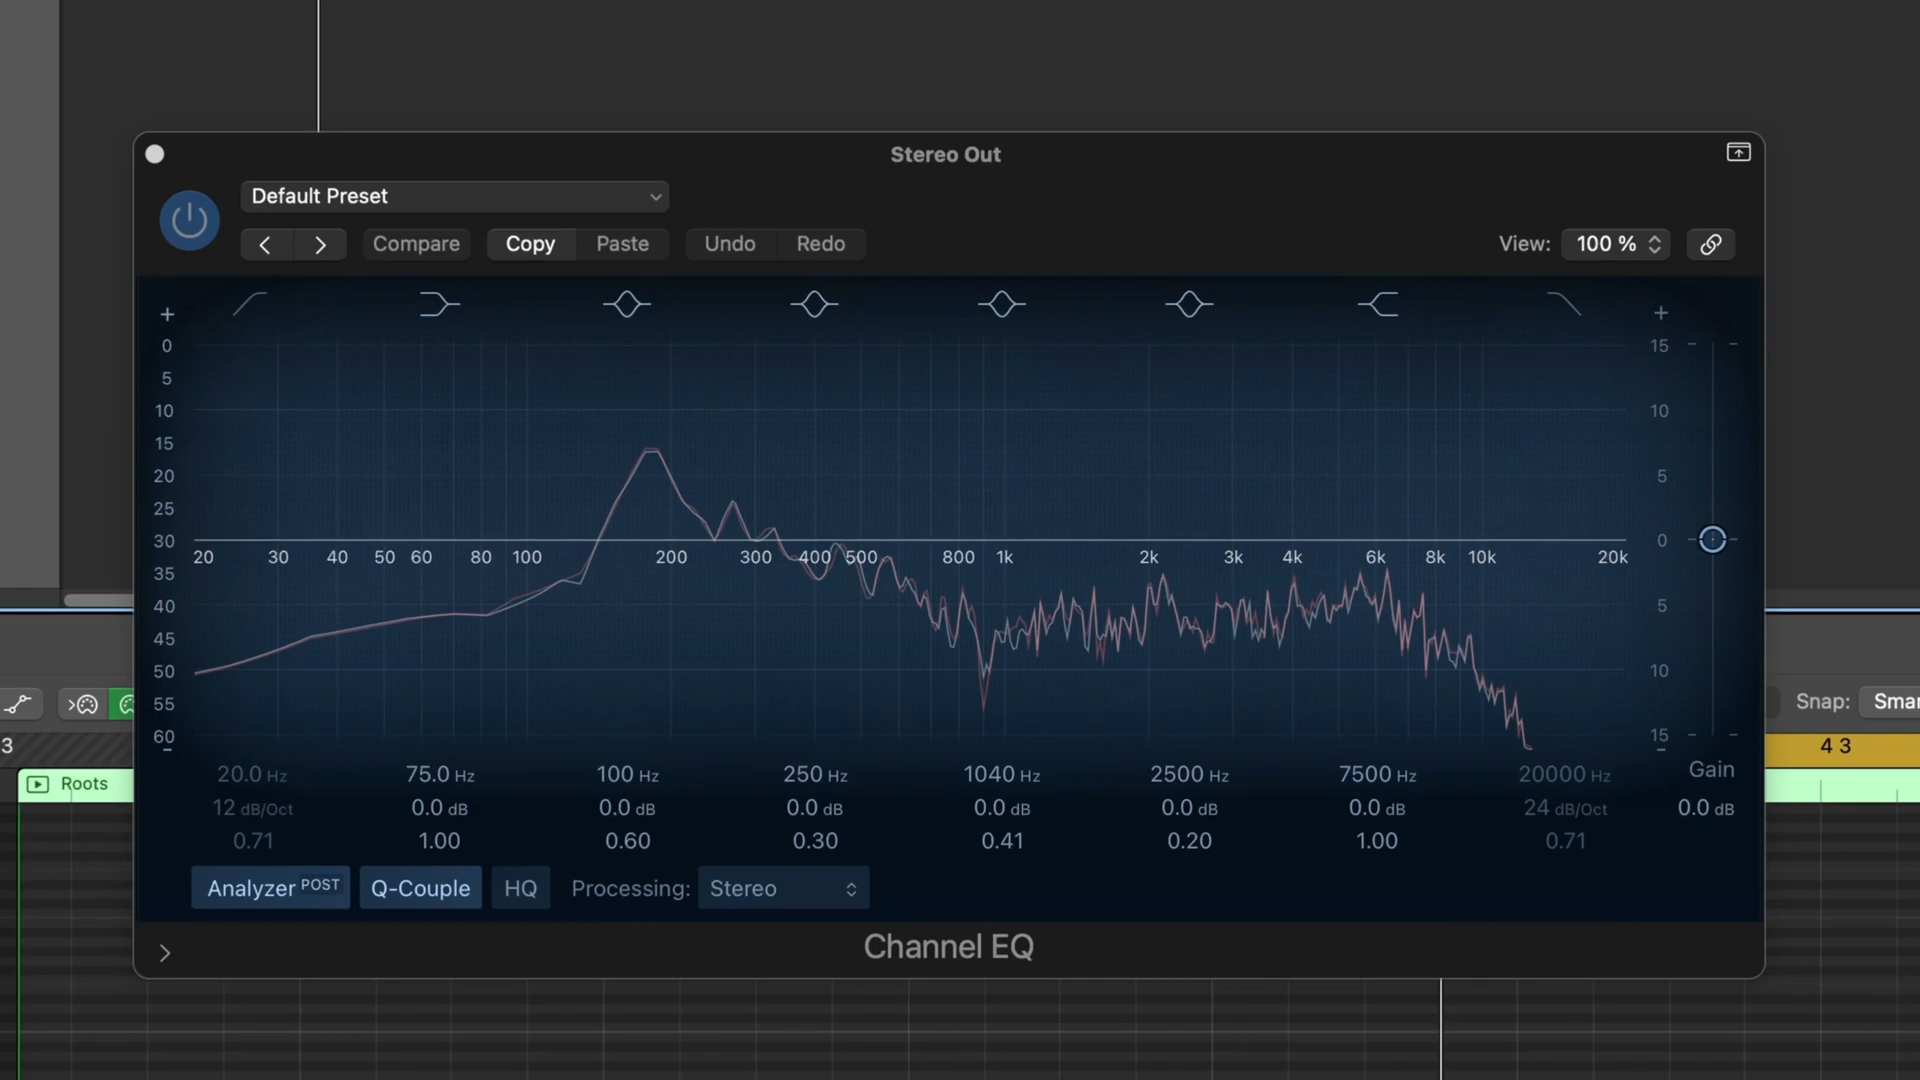 Stereo Out
Default Preset
Compare Copy Paste Undo Redo View: 100 %
+ +
0 15
5
10 10
15
20 5
25
30 0
20 30 40 50 60 80 100 200 300 400 500 800 1k 2k 3k 4k 6k 8k 10k 20k
35
40 5
45
50 10
55
60 15
Snap: Smar
3 4 3
Roots
20.0 Hz 75.0 Hz 100 Hz 250 Hz 1040 Hz 2500 Hz 7500 Hz 20000 Hz Gain
12 dB/Oct 0.0 dB 0.0 dB 0.0 dB 0.0 dB 0.0 dB 0.0 dB 24 dB/Oct 0.0 dB
0.71 1.00 0.60 0.30 0.41 0.20 1.00 0.71
Analyzer POST Q-Couple HQ Processing: Stereo
Channel EQ